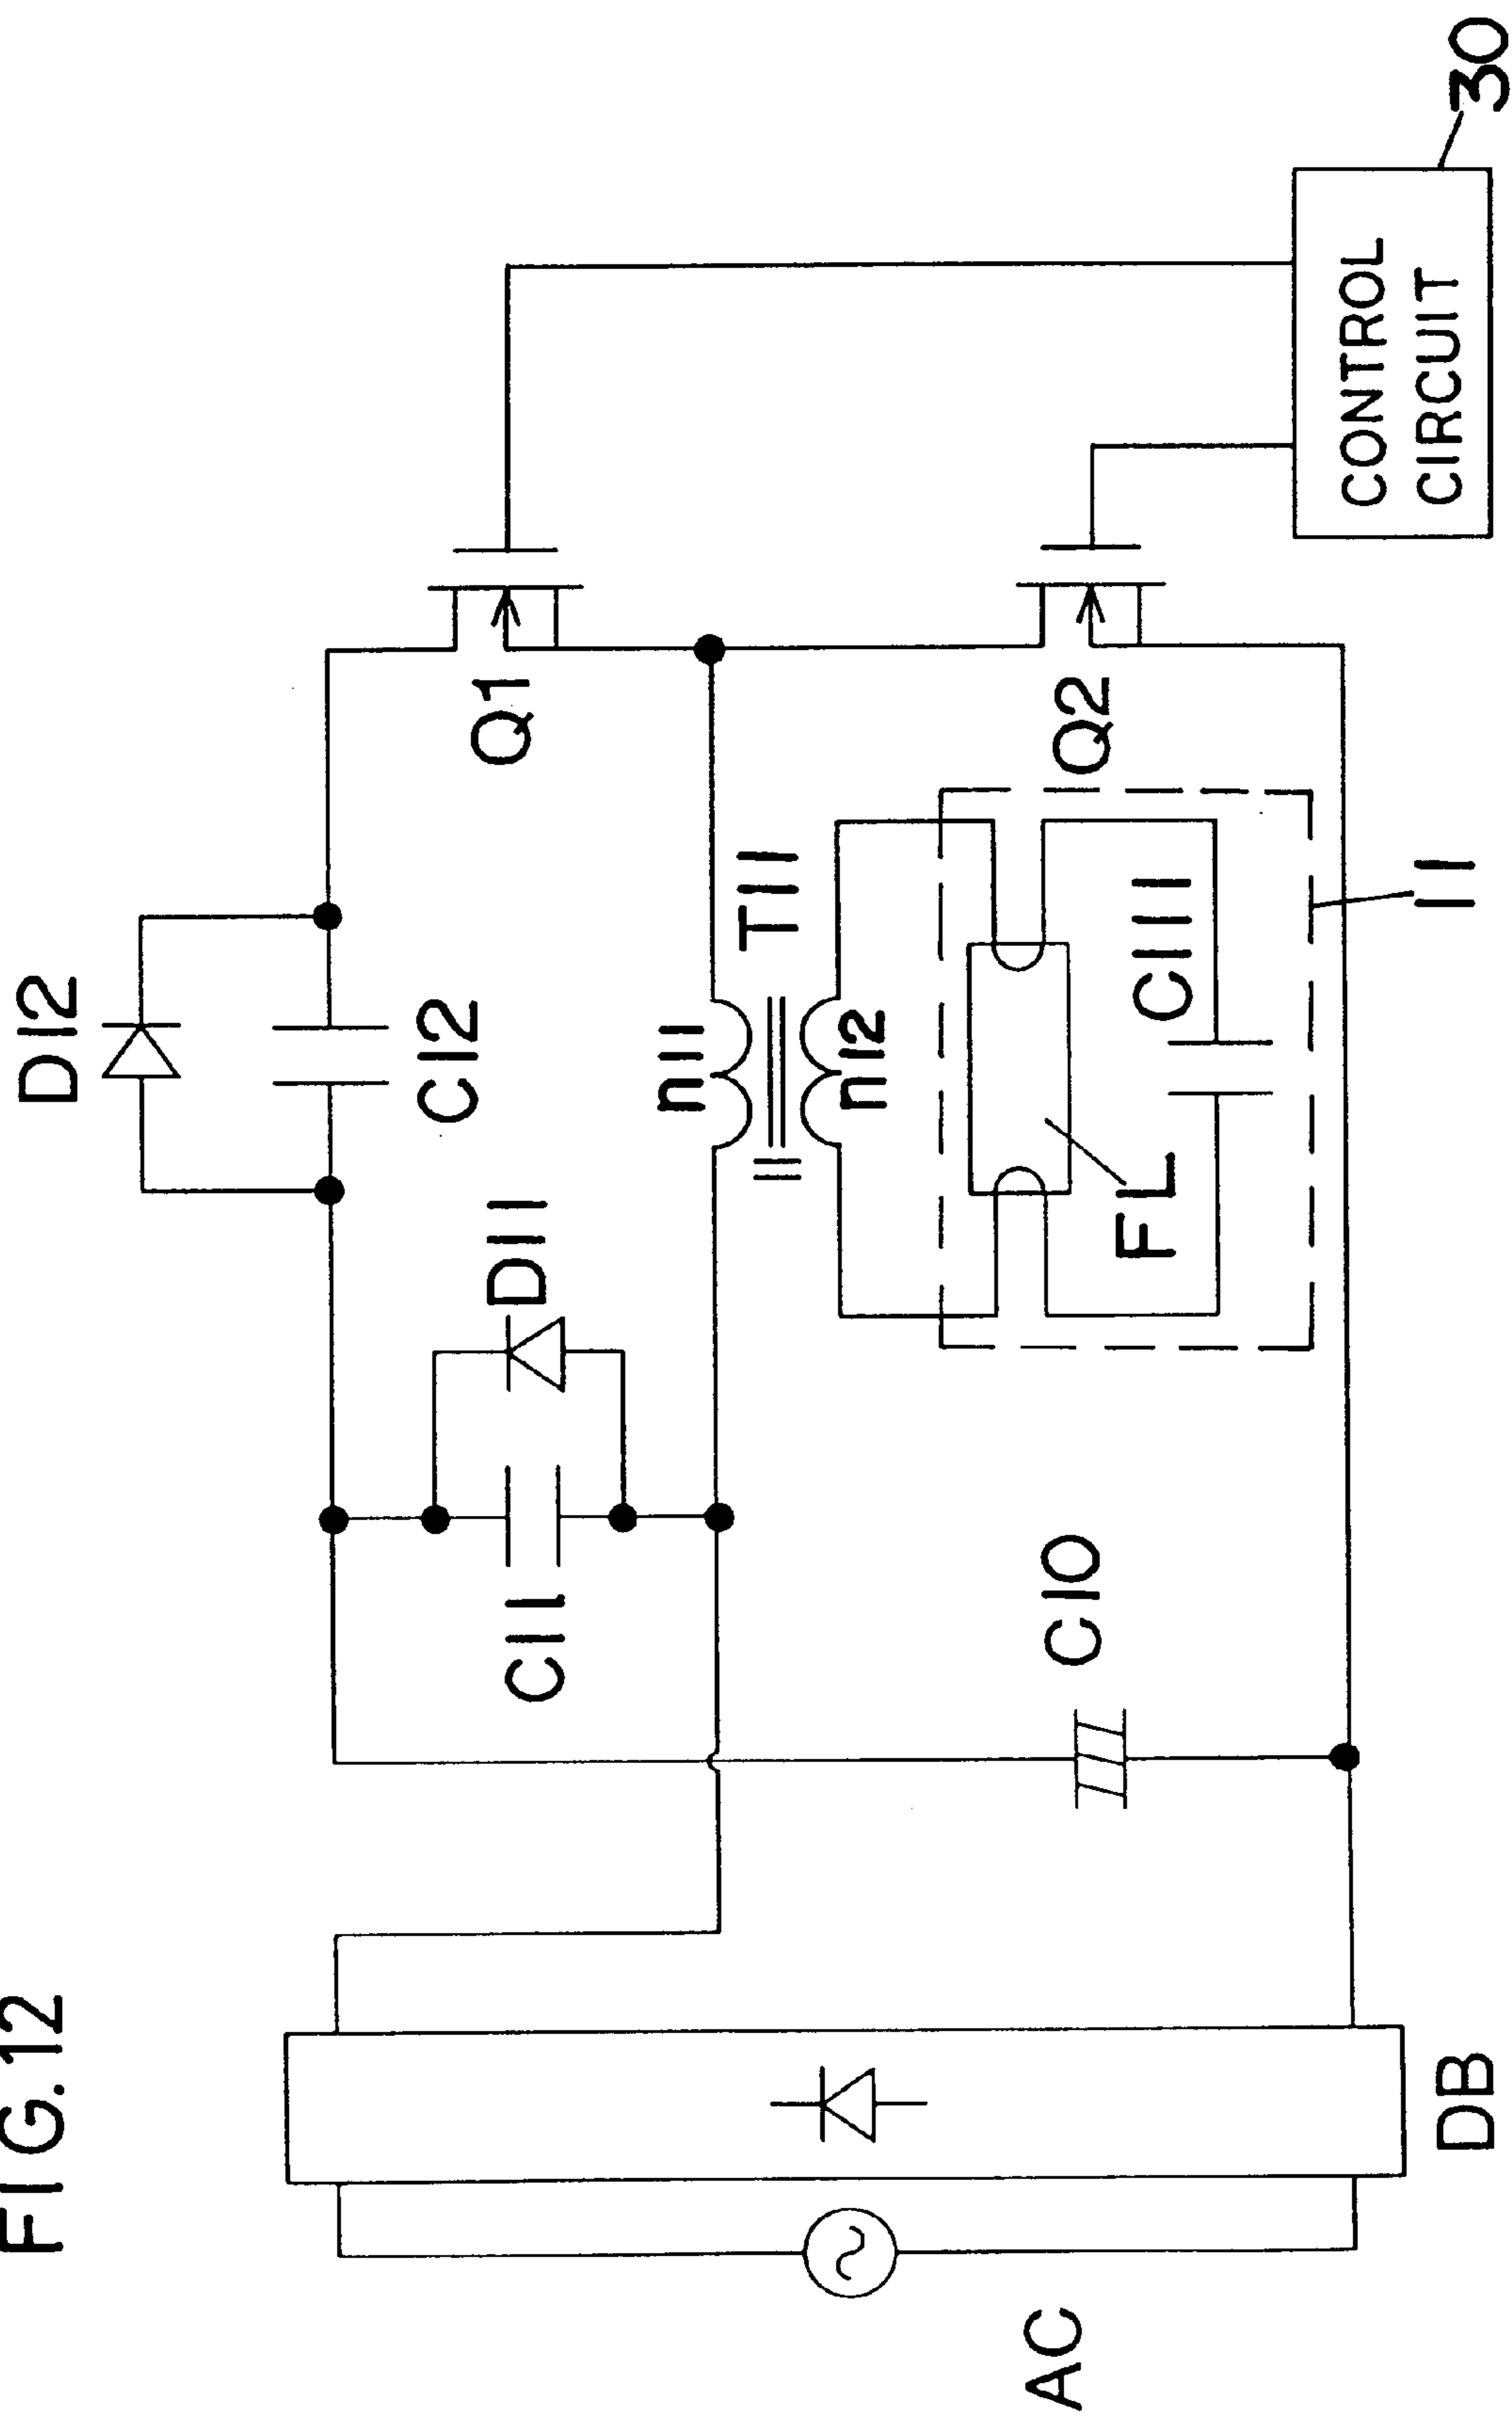 FIG.12
D12
C12
Q1
D11
C11
n11
T11
n12
C10
Q2
FL
C111
11
CONTROL
CIRCUIT
30
AC
DB